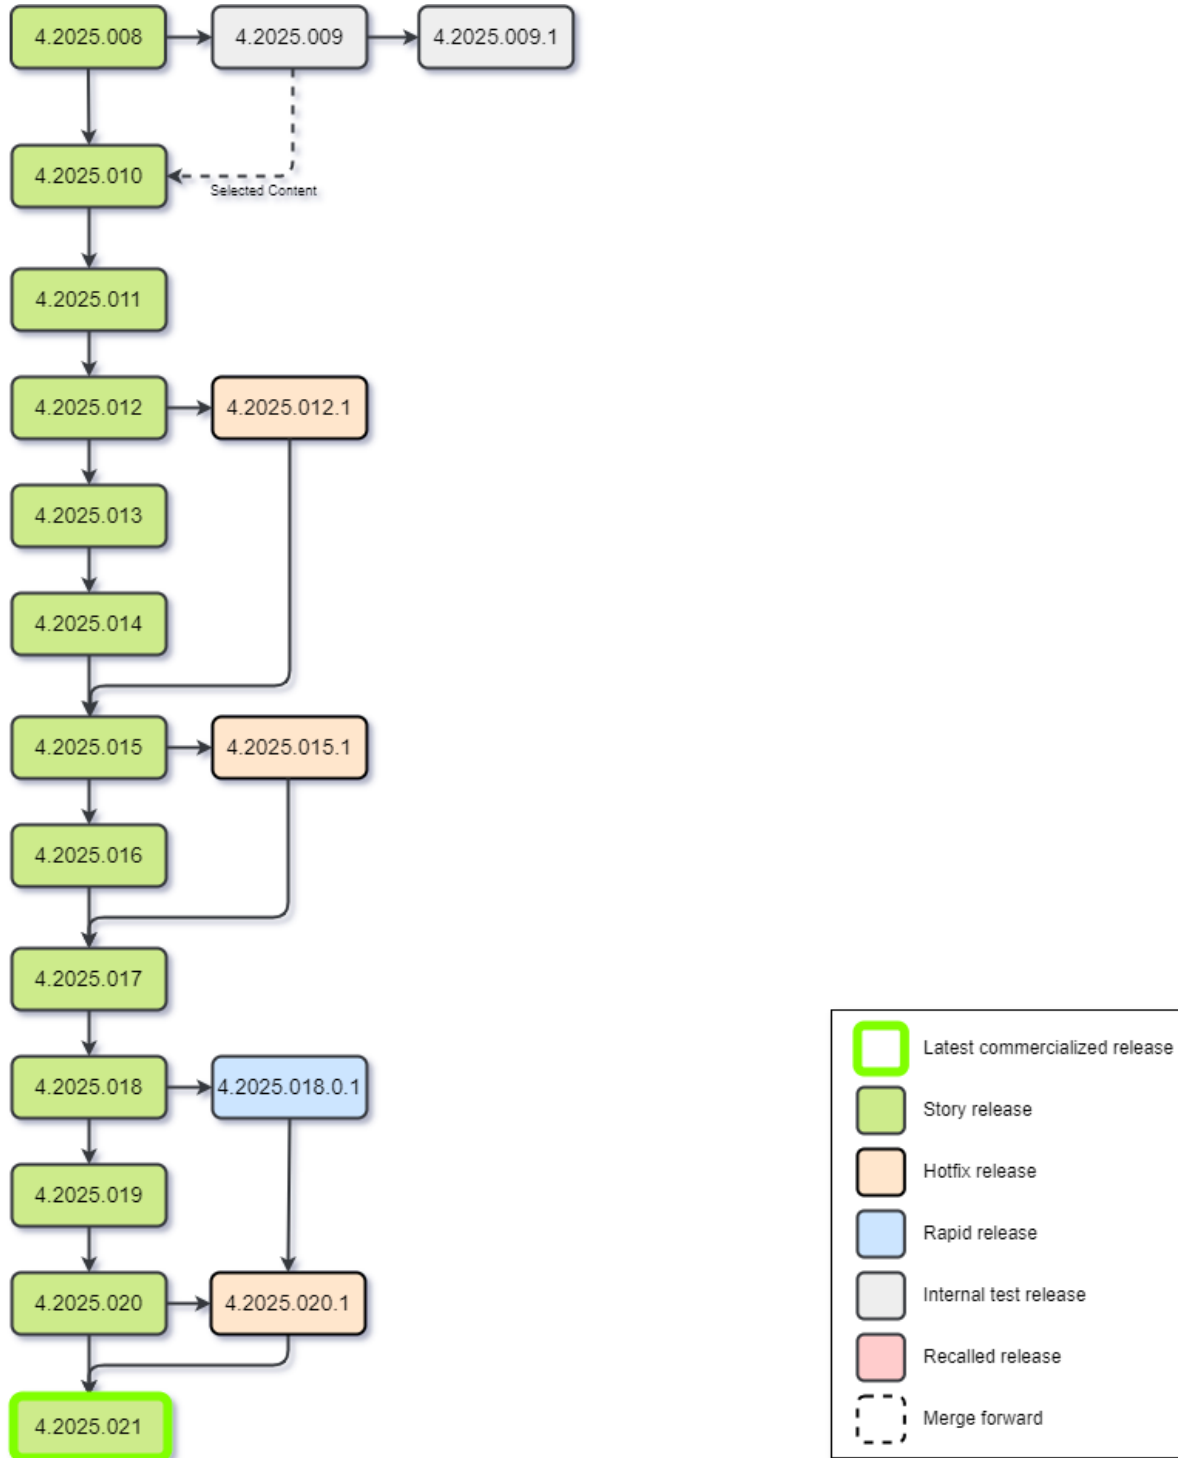 4.2025.008
4.2025.009
4.2025.009.1
4.2025.010
Selected Content
4.2025.011
4.2025.012
4.2025.012.1
4.2025.013
4.2025.014
4.2025.015
4.2025.015.1
4.2025.016
4.2025.017
4.2025.018
4.2025.018.0.1
4.2025.019
4.2025.020
4.2025.020.1
4.2025.021
Latest commercialized release
Story release
Hotfix release
Rapid release
Internal test release
Recalled release
Merge forward